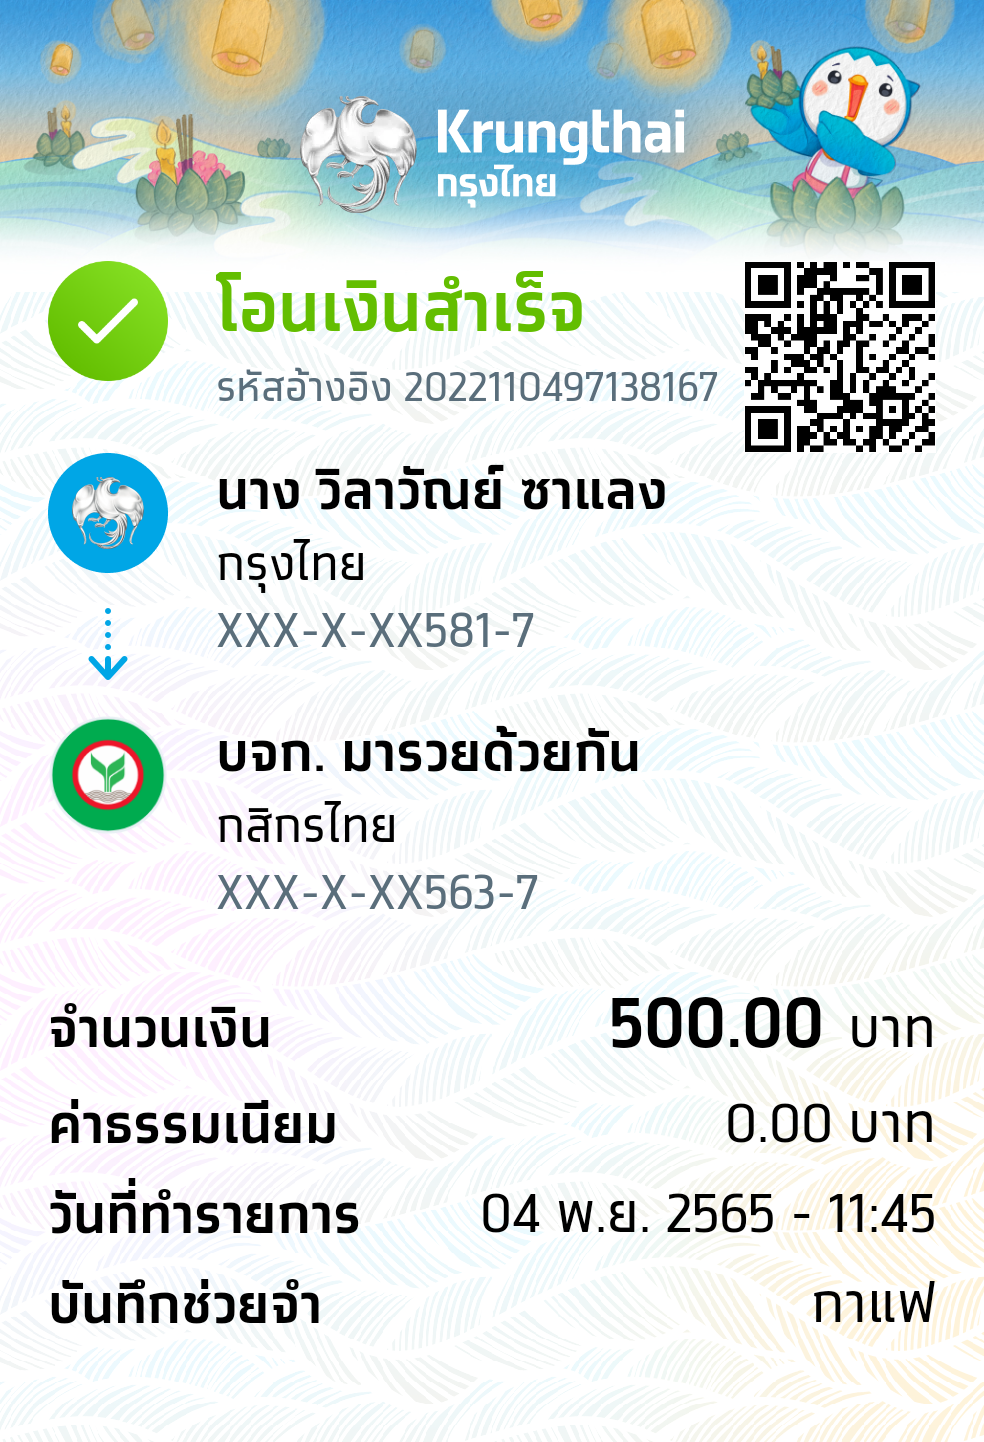 Krungthai
กรุงไทย
โอนเงินสำเร็จ
รหัสอ้างอิง 2022110497138167
นาง วิลาวัณย์ ซาแลง
กรุงไทย
XXX-X-XX581-7
บจก. มารวยด้วยกัน
กสิกรไทย
XXX-X-XX563-7
จำนวนเงิน 500.00 บาท
ค่าธรรมเนียม 0.00 บาท
วันที่ทำรายการ 04 พ.ย. 2565 - 11:45
บันทึกช่วยจำ กาแฟ